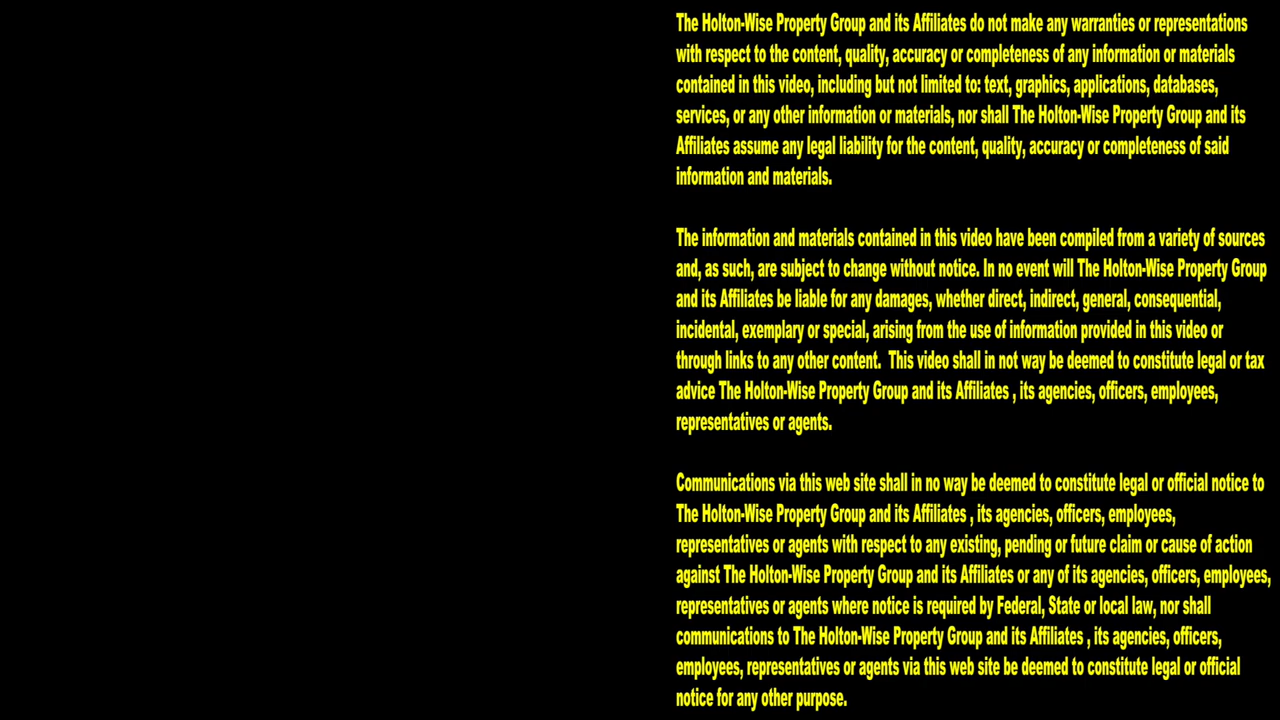 The Holton-Wise Property Group and its Affiliates do not make any warranties or representations
with respect to the content, quality, accuracy or completeness of any information or materials
contained in this video, including but not limited to: text, graphics, applications, databases,
services, or any other information or materials, nor shall The Holton-Wise Property Group and its
Affiliates assume any legal liability for the content, quality, accuracy or completeness of said
information and materials.

The information and materials contained in this video have been compiled from a variety of sources
and, as such, are subject to change without notice. In no event will The Holton-Wise Property Group
and its Affiliates be liable for any damages, whether direct, indirect, general, consequential,
incidental, exemplary or special, arising from the use of information provided in this video or
through links to any other content.  This video shall in not way be deemed to constitute legal or tax
advice The Holton-Wise Property Group and its Affiliates , its agencies, officers, employees,
representatives or agents.

Communications via this web site shall in no way be deemed to constitute legal or official notice to
The Holton-Wise Property Group and its Affiliates , its agencies, officers, employees,
representatives or agents with respect to any existing, pending or future claim or cause of action
against The Holton-Wise Property Group and its Affiliates or any of its agencies, officers, employees,
representatives or agents where notice is required by Federal, State or local law, nor shall
communications to The Holton-Wise Property Group and its Affiliates , its agencies, officers,
employees, representatives or agents via this web site be deemed to constitute legal or official
notice for any other purpose.